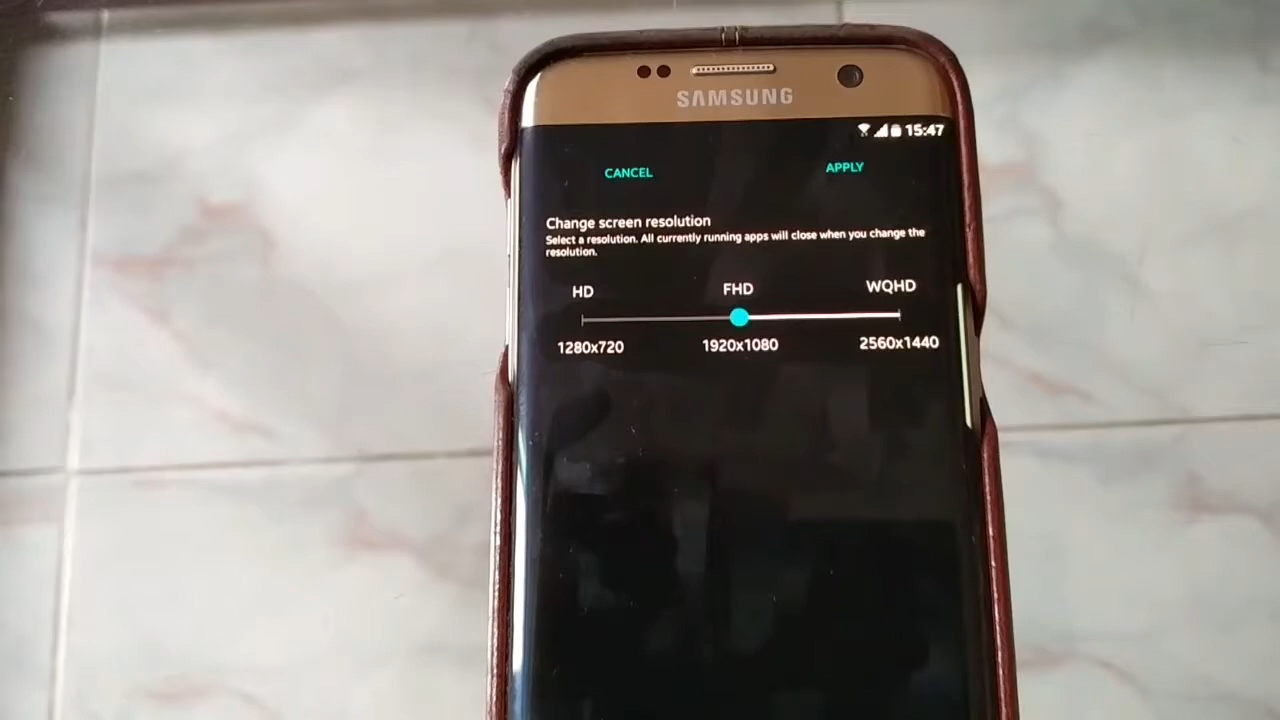 SAMSUNG
15:47
CANCEL APPLY
Change screen resolution
Select a resolution. All currently running apps will close when you change the
resolution.
HD FHD WQHD
1280x720 1920x1080 2560x1440